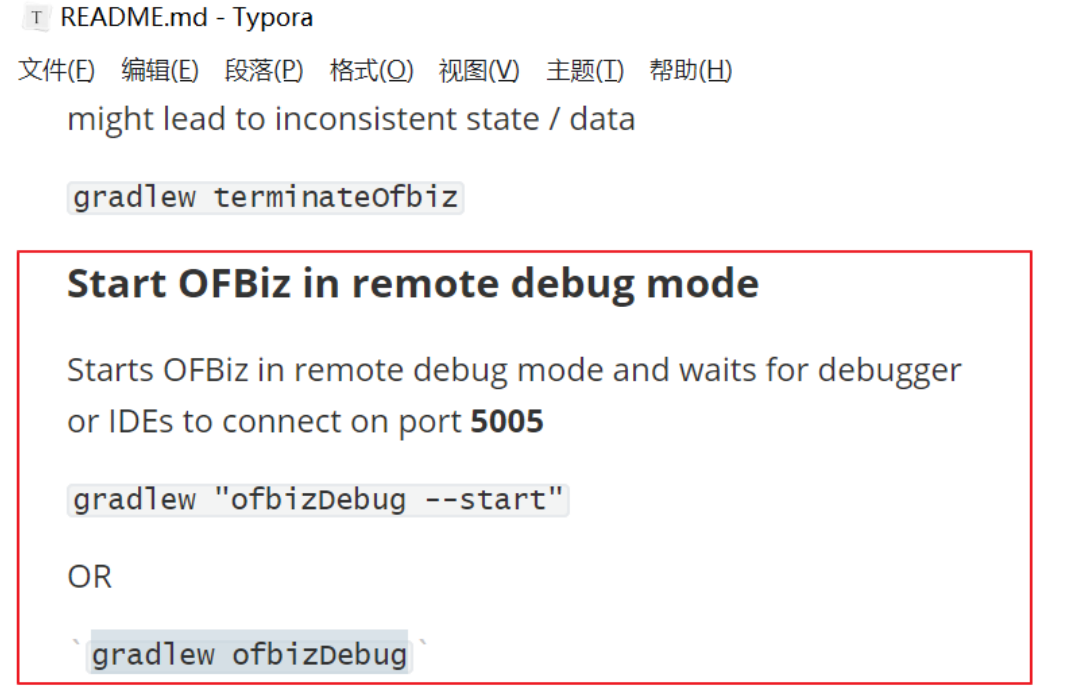 T README.md - Typora
文件(F) 编辑(E) 段落(P) 格式(O) 视图(V) 主题(T) 帮助(H)
might lead to inconsistent state / data
gradlew terminateOfbiz
Start OFBiz in remote debug mode
Starts OFBiz in remote debug mode and waits for debugger
or IDEs to connect on port 5005
gradlew "ofbizDebug --start"
OR
`gradlew ofbizDebug`